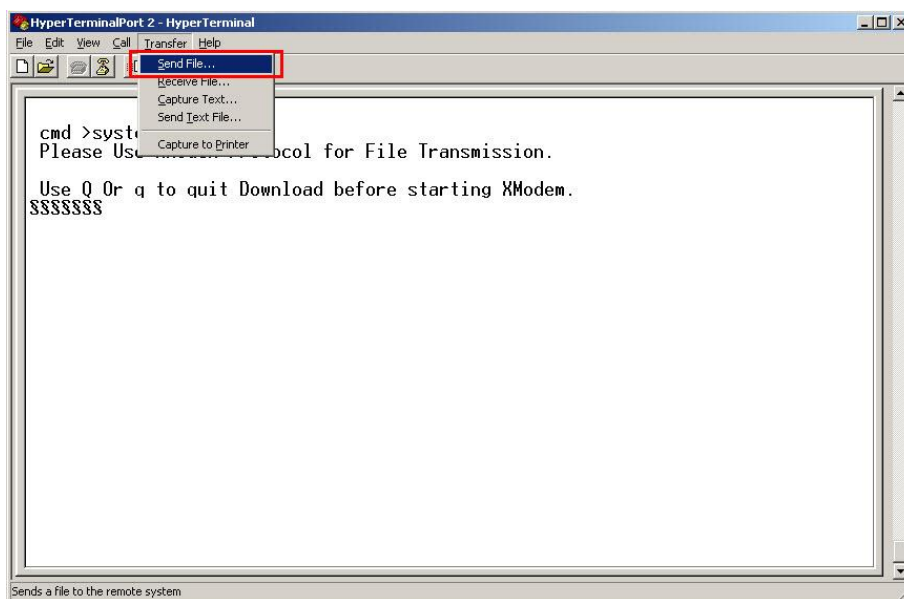 HyperTerminalPort 2 - HyperTerminal
File Edit View Call Transfer Help
Send File...
Receive File...
Capture Text...
Send Text File...
Capture to Printer
cmd >syst
Please Use Protocol for File Transmission.
Use Q Or q to quit Download before starting XModem.
§§§§§§§
Sends a file to the remote system